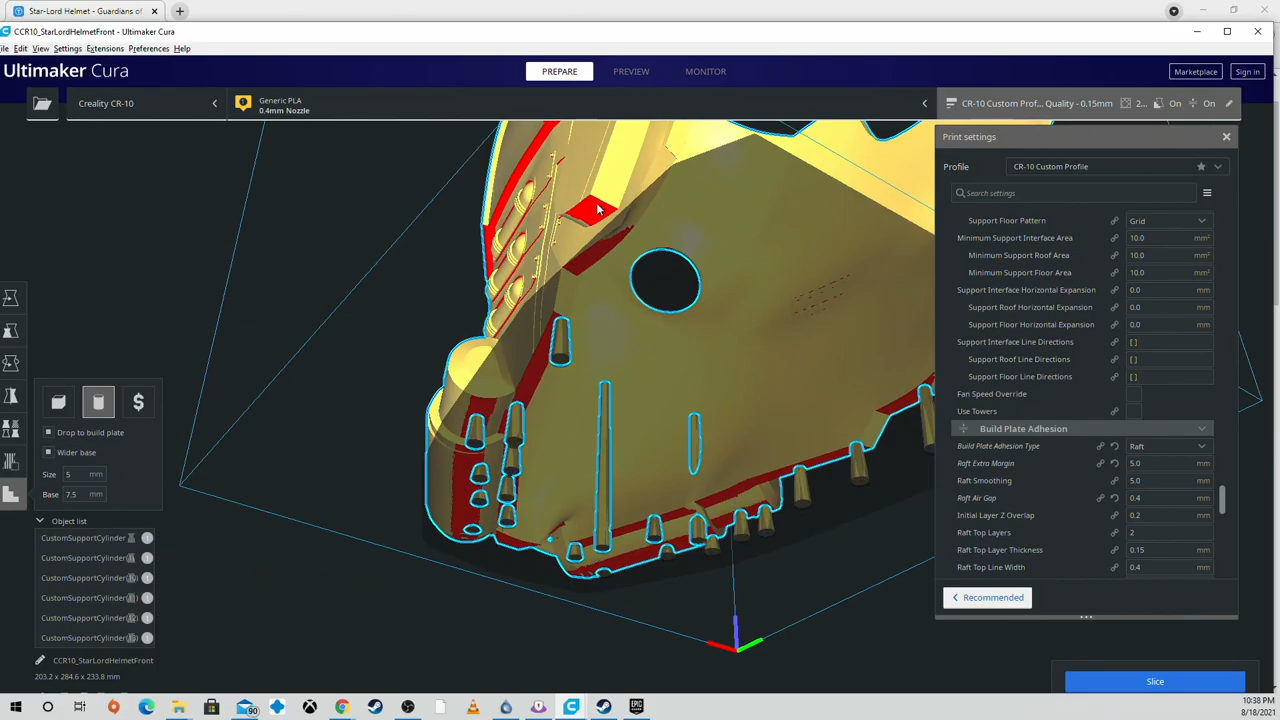 Star-Lord Helmet - Guardians of
CCR10_StarLordHelmetFront - Ultimaker Cura
ile Edit View Settings Extensions Preferences Help
Ultimaker Cura
PREPARE
PREVIEW
MONITOR
Marketplace
Sign in
Creality CR-10
Generic PLA
0.4mm Nozzle
CR-10 Custom Prof... Quality - 0.15mm
2...
On
On
Print settings
Profile
CR-10 Custom Profile
Search settings
Support Floor Pattern Grid
Minimum Support Interface Area 10.0 mm²
Minimum Support Roof Area 10.0 mm²
Minimum Support Floor Area 10.0 mm²
Support Interface Horizontal Expansion 0.0 mm
Support Roof Horizontal Expansion 0.0 mm
Support Floor Horizontal Expansion 0.0 mm
Support Interface Line Directions [ ]
Support Roof Line Directions [ ]
Support Floor Line Directions [ ]
Fan Speed Override
Use Towers
Build Plate Adhesion
Build Plate Adhesion Type Raft
Raft Extra Margin 5.0 mm
Raft Smoothing 5.0 mm
Raft Air Gap 0.4 mm
Initial Layer Z Overlap 0.2 mm
Raft Top Layers 2
Raft Top Layer Thickness 0.15 mm
Raft Top Line Width 0.4 mm
Recommended
$
Drop to build plate
Wider base
Size 5 mm
Base 7.5 mm
Object list
CustomSupportCylinder 1
CustomSupportCylinder 1
CustomSupportCylinder 1
CustomSupportCylinder 1
CustomSupportCylinder 1
CustomSupportCylinder 1
CCR10_StarLordHelmetFront
203.2 x 284.6 x 233.8 mm
Slice
90
10:38 PM
8/18/2021